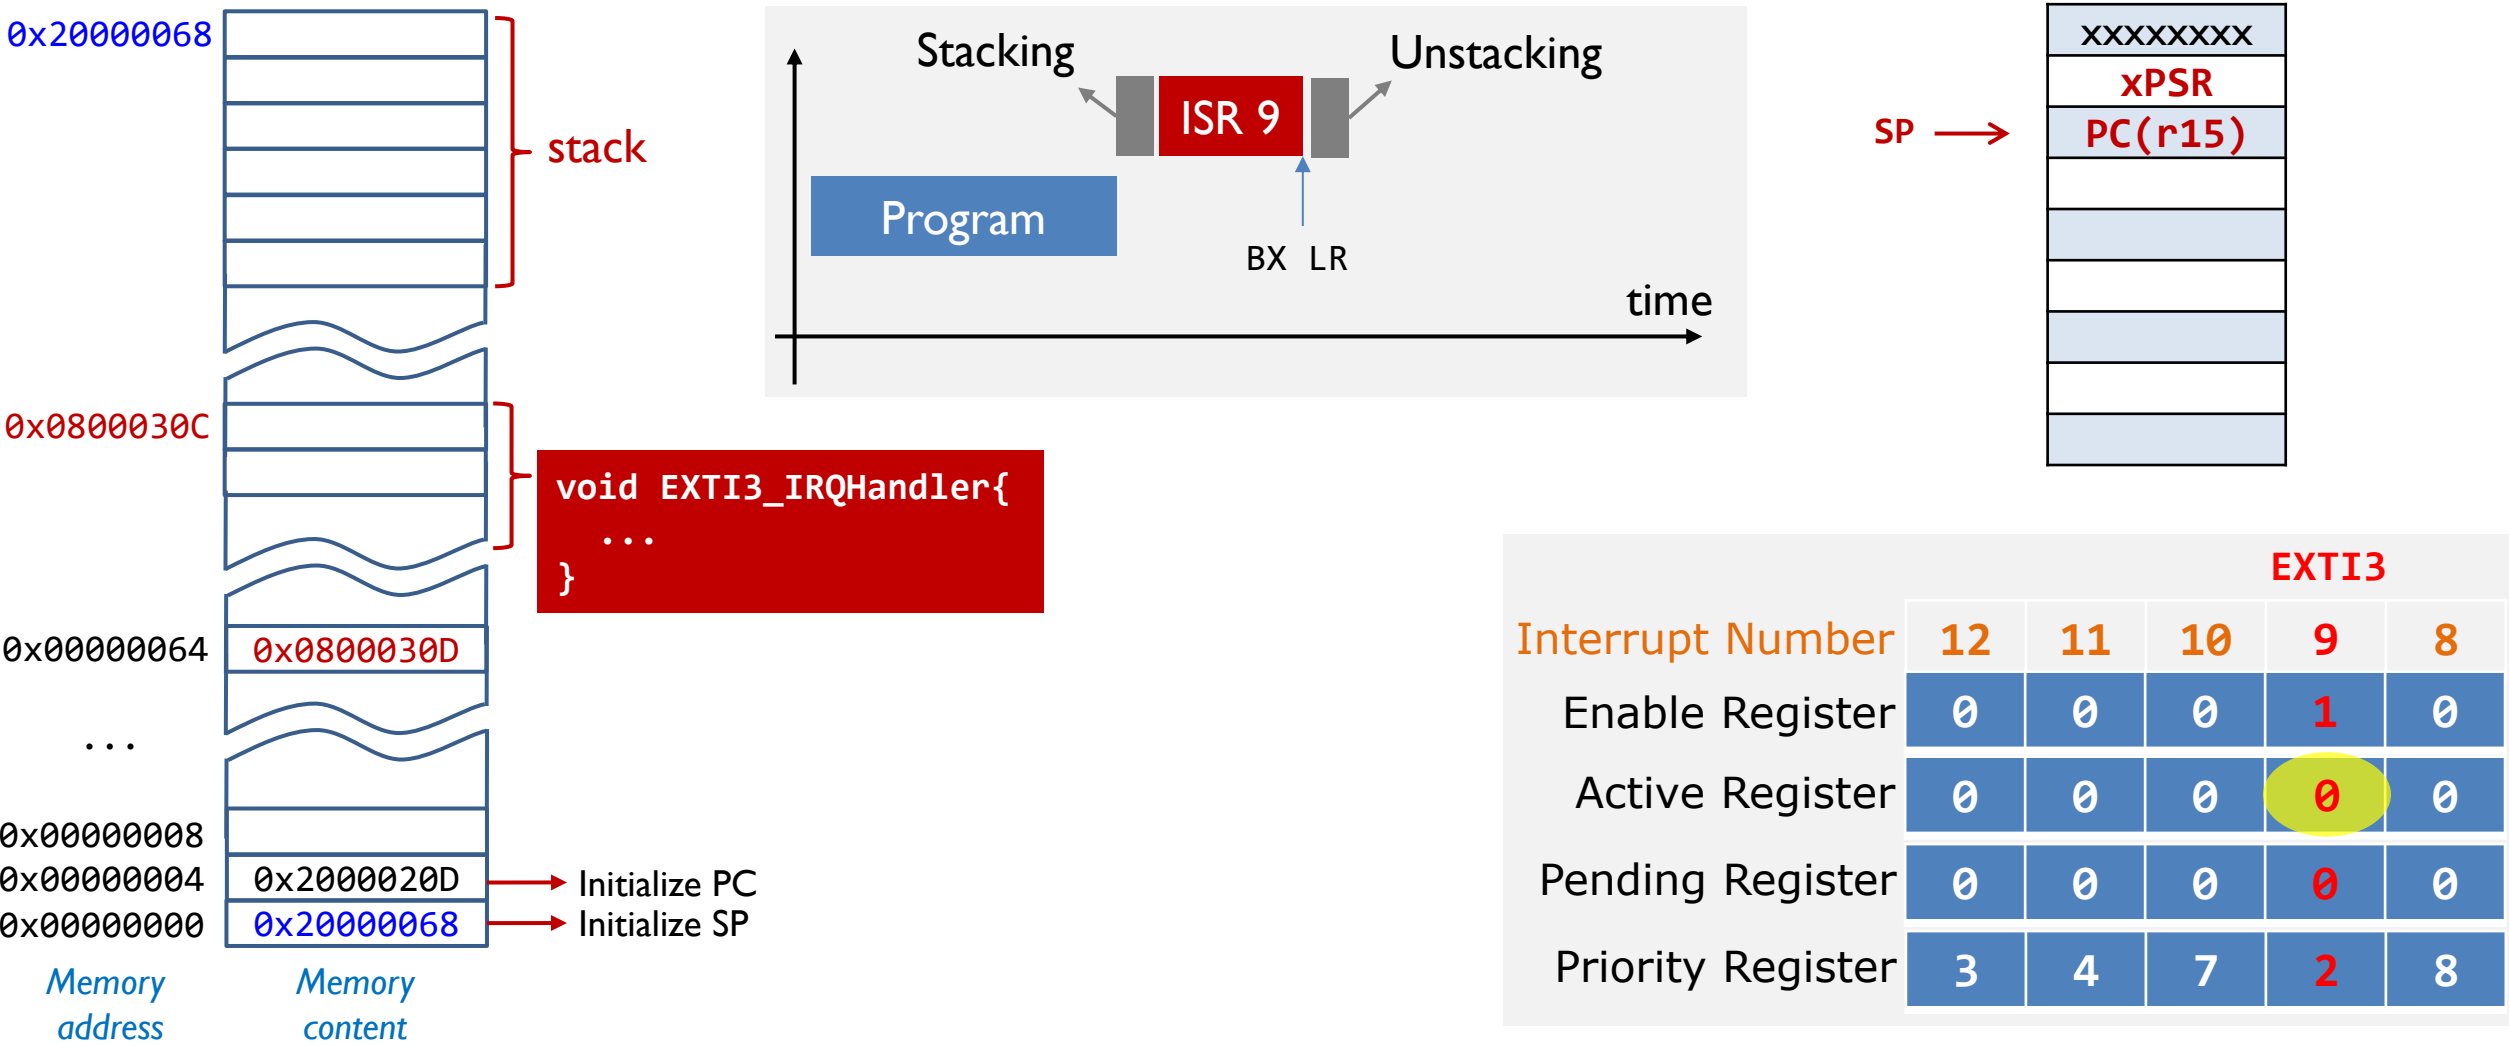 0x20000068
stack
0x0800030C
void EXTI3_IRQHandler{
...
}
0x00000064
0x0800030D
...
0x00000008
0x00000004
0x2000020D
Initialize PC
0x00000000
0x20000068
Initialize SP
Memory address
Memory content
Stacking
Unstacking
ISR 9
Program
BX LR
time
xxxxxxxx
xPSR
SP
PC(r15)
EXTI3
Interrupt Number 12 11 10 9 8
Enable Register 0 0 0 1 0
Active Register 0 0 0 0 0
Pending Register 0 0 0 0 0
Priority Register 3 4 7 2 8